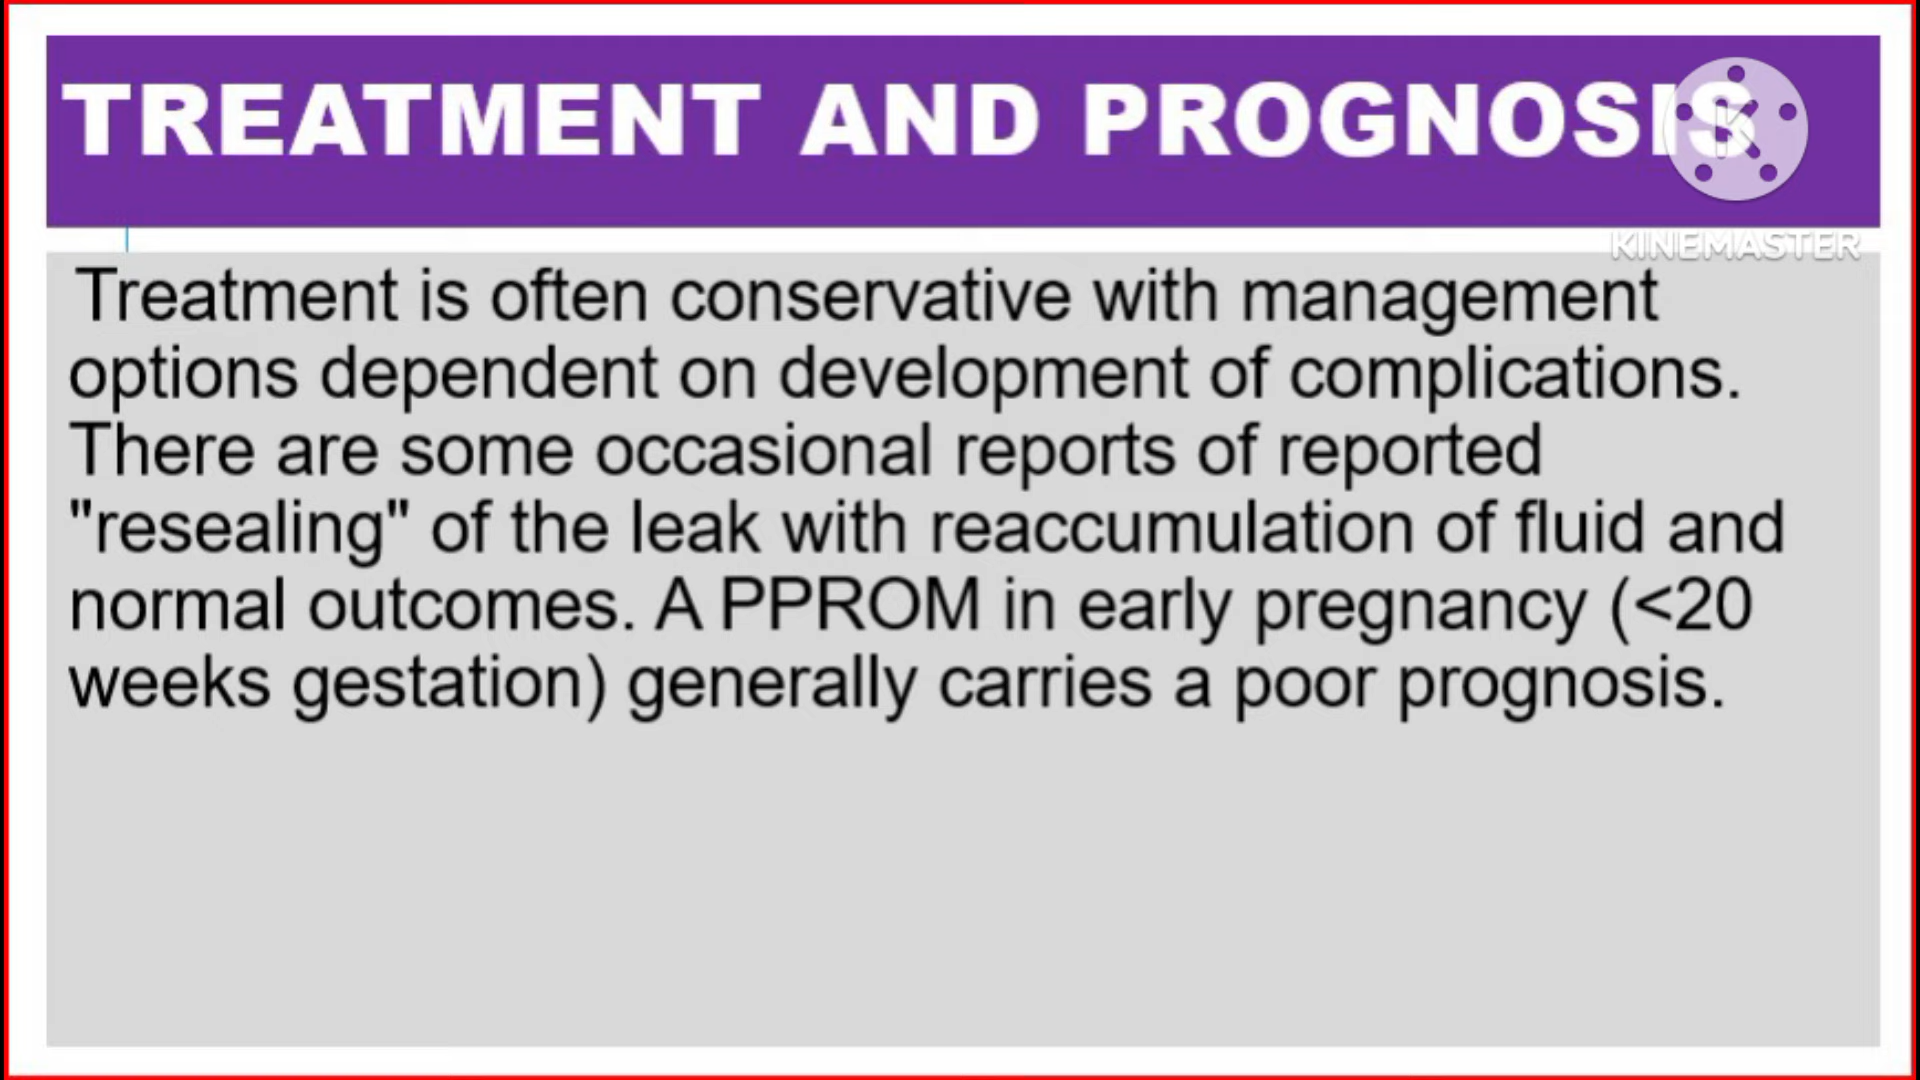 TREATMENT AND PROGNOSIS
KINEMASTER
Treatment is often conservative with management
options dependent on development of complications.
There are some occasional reports of reported
"resealing" of the leak with reaccumulation of fluid and
normal outcomes. A PPROM in early pregnancy (<20
weeks gestation) generally carries a poor prognosis.